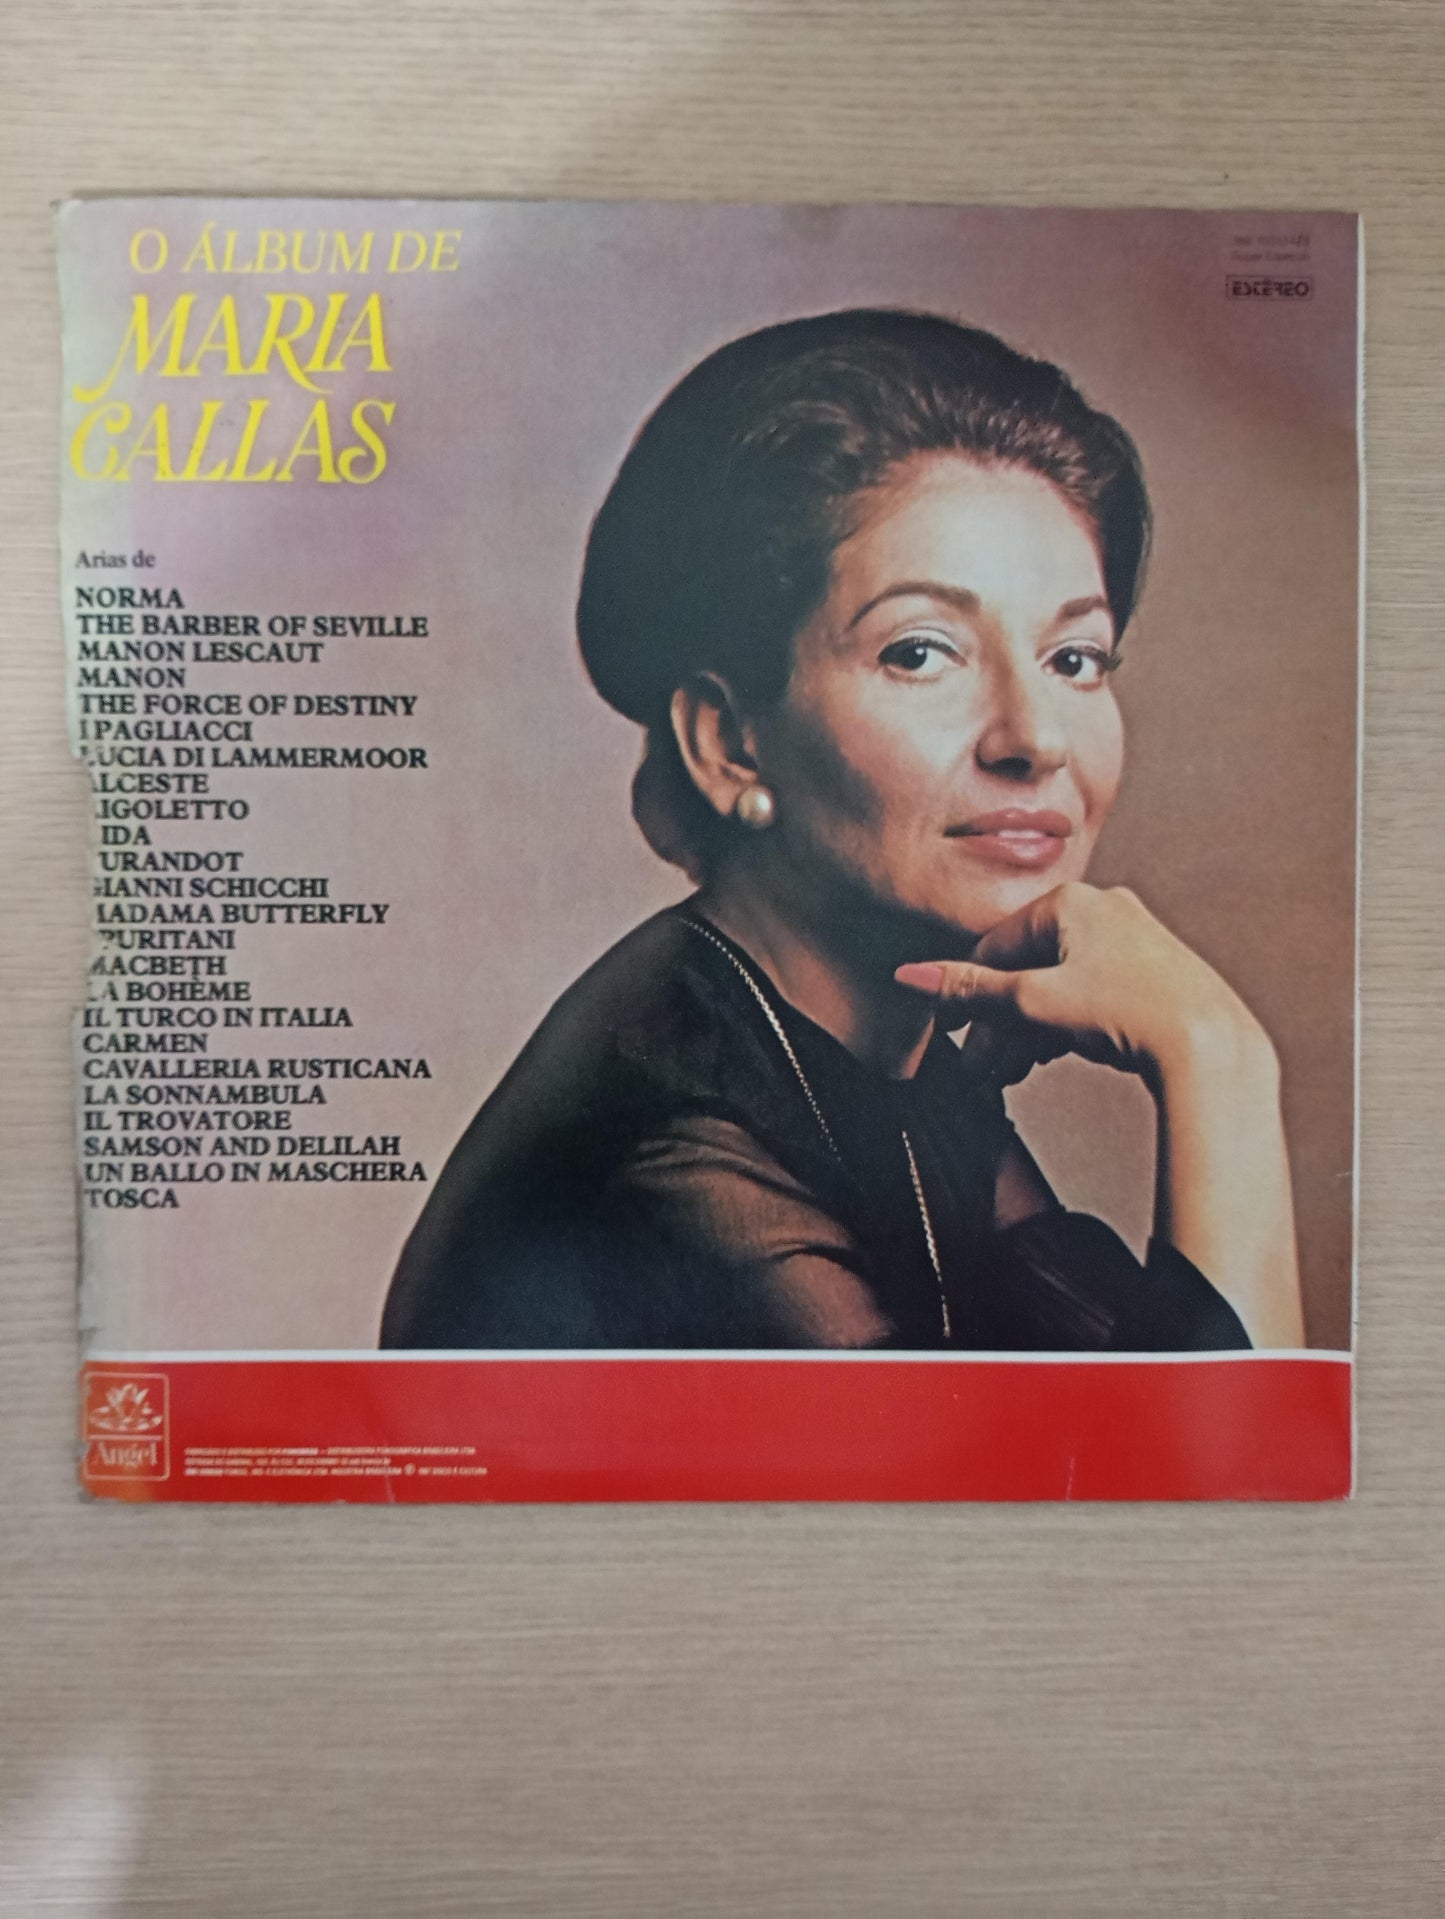 O ÁLBUM DE
MARIA
CALLAS
ESTÉREO
Arias de
NORMA
THE BARBER OF SEVILLE
MANON LESCAUT
MANON
THE FORCE OF DESTINY
I PAGLIACCI
LUCIA DI LAMMERMOOR
ALCESTE
RIGOLETTO
IDA
TURANDOT
GIANNI SCHICCHI
MADAMA BUTTERFLY
PURITANI
MACBETH
LA BOHÈME
IL TURCO IN ITALIA
CARMEN
CAVALLERIA RUSTICANA
LA SONNAMBULA
IL TROVATORE
SAMSON AND DELILAH
UN BALLO IN MASCHERA
TOSCA
Angel